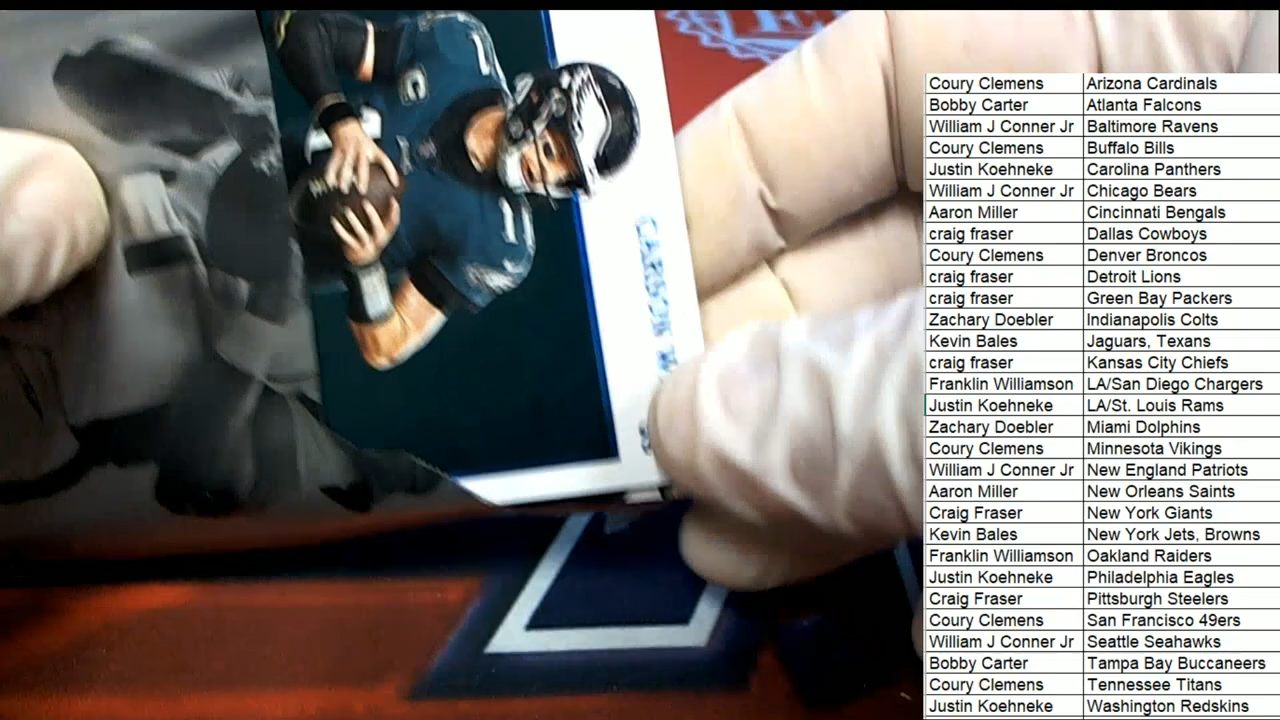 CARSON
Coury Clemens Arizona Cardinals
Bobby Carter Atlanta Falcons
William J Conner Jr Baltimore Ravens
Coury Clemens Buffalo Bills
Justin Koehneke Carolina Panthers
William J Conner Jr Chicago Bears
Aaron Miller Cincinnati Bengals
craig fraser Dallas Cowboys
Coury Clemens Denver Broncos
craig fraser Detroit Lions
craig fraser Green Bay Packers
Zachary Doebler Indianapolis Colts
Kevin Bales Jaguars, Texans
craig fraser Kansas City Chiefs
Franklin Williamson LA/San Diego Chargers
Justin Koehneke LA/St. Louis Rams
Zachary Doebler Miami Dolphins
Coury Clemens Minnesota Vikings
William J Conner Jr New England Patriots
Aaron Miller New Orleans Saints
Craig Fraser New York Giants
Kevin Bales New York Jets, Browns
Franklin Williamson Oakland Raiders
Justin Koehneke Philadelphia Eagles
Craig Fraser Pittsburgh Steelers
Coury Clemens San Francisco 49ers
William J Conner Jr Seattle Seahawks
Bobby Carter Tampa Bay Buccaneers
Coury Clemens Tennessee Titans
Justin Koehneke Washington Redskins